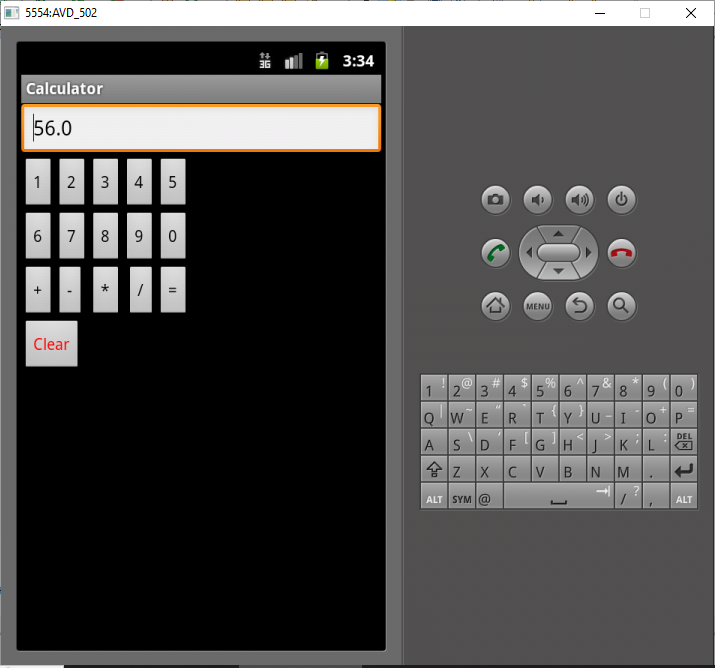 5554:AVD_502
3G 3:34
Calculator
56.0
1 2 3 4 5
6 7 8 9 0
+ - * / =
Clear
MENU
1 ! 2 @ 3 # 4 $ 5 % 6 ^ 7 & 8 * 9 ( 0 )
Q | W ~ E " R ` T { Y } U _ I - O + P =
A S \ D ' F [ G ] H < J > K ; L : DEL
Z X C V B N M .
ALT SYM @ / ? , ALT